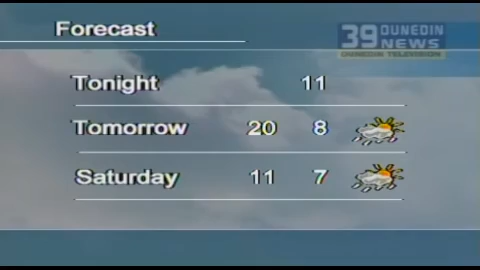 Forecast
39 DUNEDIN NEWS
DUNEDIN TELEVISION
Tonight 11
Tomorrow 20 8
Saturday 11 7